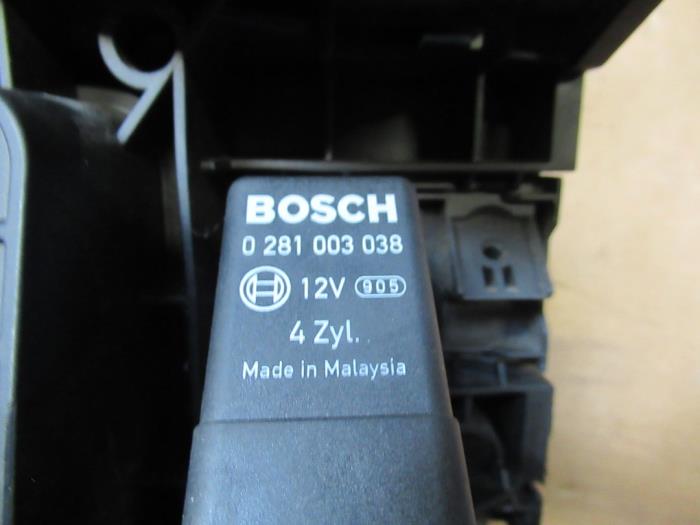 BOSCH
0 281 003 038
12V 905
4 Zyl.
Made in Malaysia